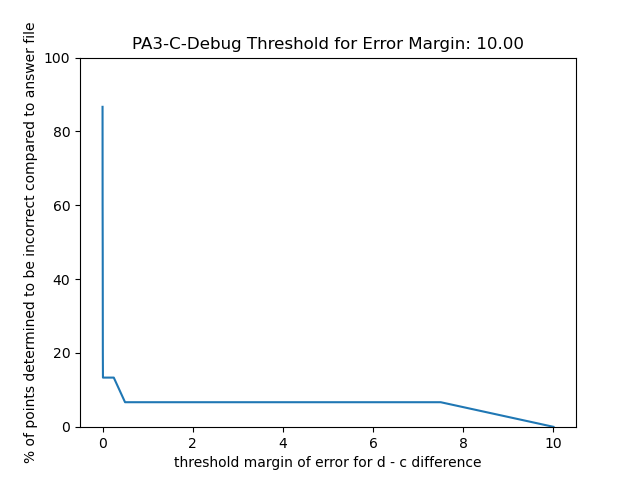 PA3-C-Debug Threshold for Error Margin: 10.00
% of points determined to be incorrect compared to answer file
100
80
60
40
20
0
0 2 4 6 8 10
threshold margin of error for d - c difference